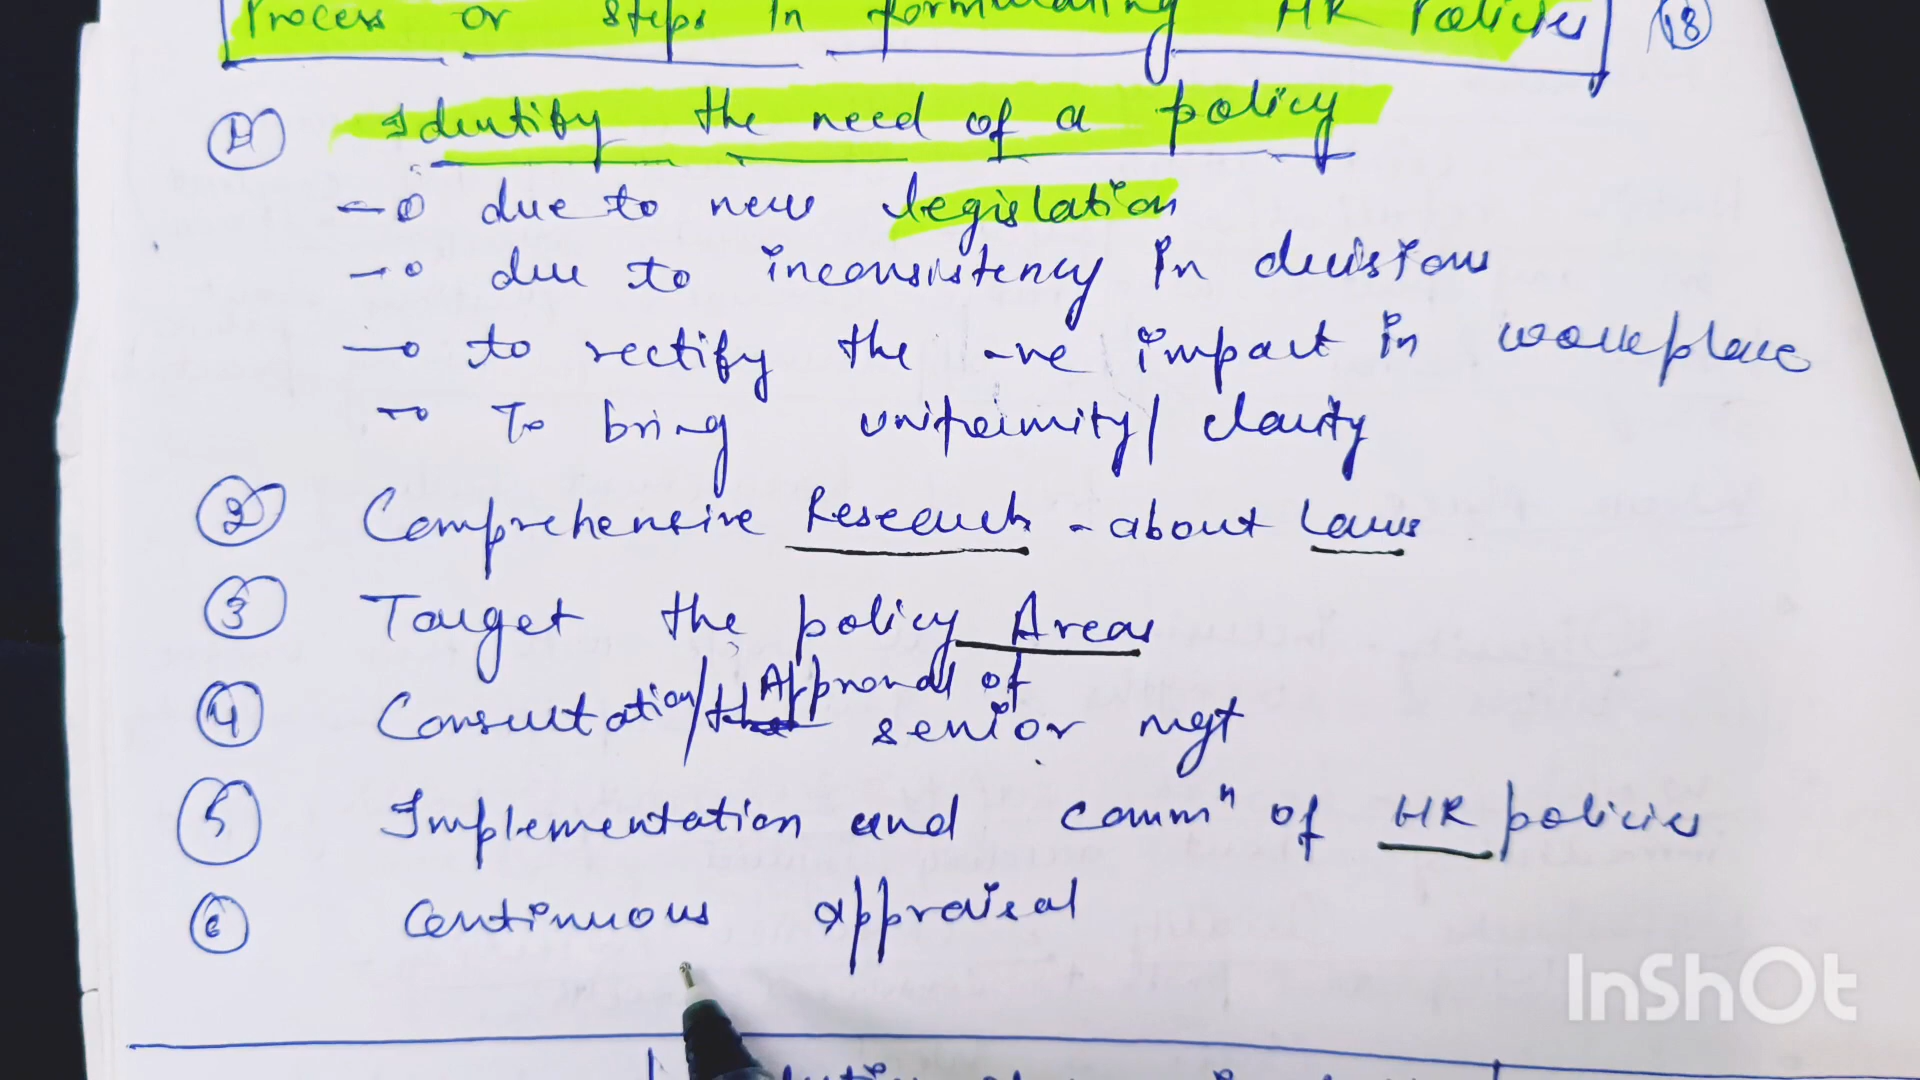 Process or steps in formulating HR Policies 18
1 Identify the need of a policy
due to new legislation
due to inconsistency in decisions
to rectify the -ve impact in workplace
To bring uniformity/ clarity
2 Comprehensive Research - about Laws
3 Target the policy Areas
4 Consultation/ Approval of senior mgt
5 Implementation and commn of HR policies
6 Continuous appraisal
InShOt